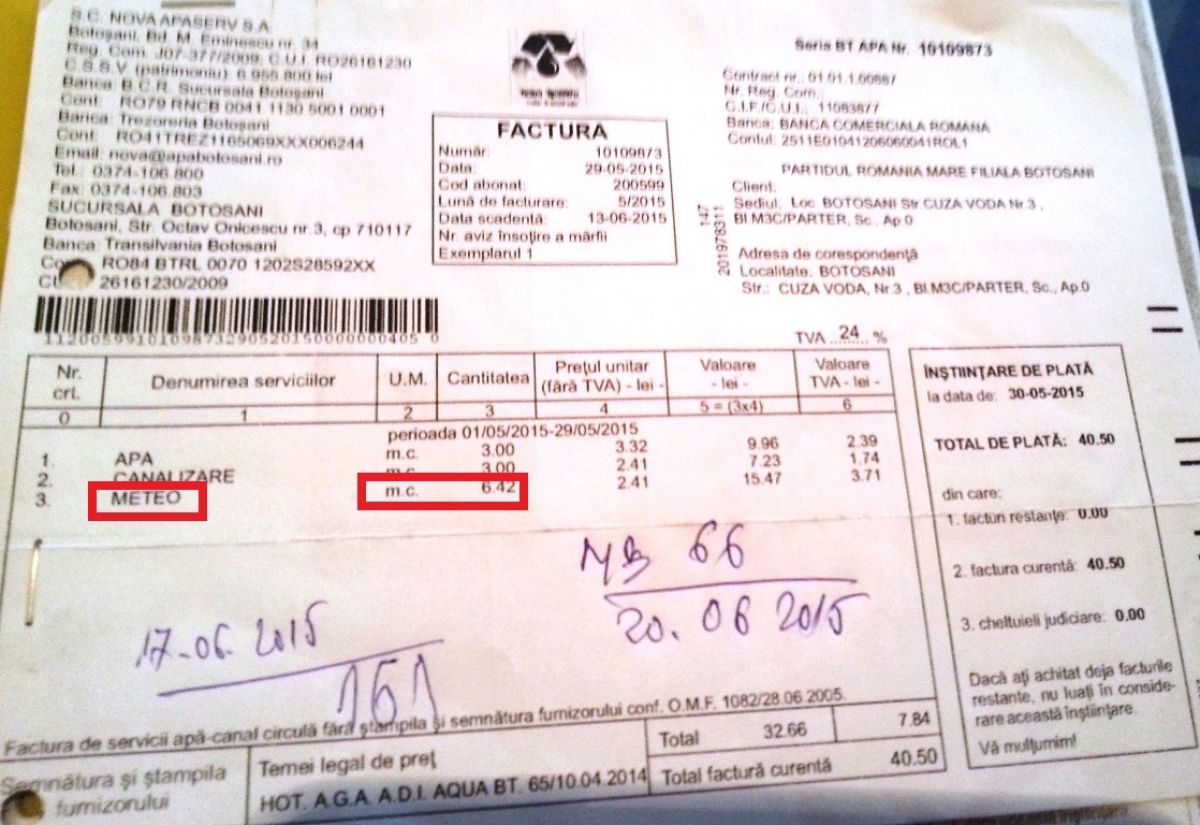 S.C. NOVA APASERV S.A
Botoşani, Bd. M. Eminescu nr. 34
Reg. Com. J07-377/2009; C.U.I. RO26161230
C.S.S.V. (patrimoniu) 6 955 800 lei
Banca: B.C.R. Sucursala Botoşani
Cont: RO79 RNCB 0041 1130 5001 0001
Banca: Trezoreria Botoşani
Cont: RO41TREZ1165069XXX006244
Email: nova@apabotosani.ro
Tel.: 0374-106 800
Fax: 0374-106 803
SUCURSALA BOTOSANI
Botoşani, Str. Octav Onicescu nr.3, cp 710117
Banca: Transilvania Botosani
RO84 BTRL 0070 1202S28592XX
26161230/2009
FACTURA
Număr: 10109873
Data: 29-05-2015
Cod abonat: 200599
Lună de facturare: 5/2015
Data scadentă: 13-06-2015
Nr. aviz însoţire a mărfii
Exemplarul 1
Seria BT APA Nr. 10109873
Contract nr.: 01.01.1.00887
Nr. Reg. Com.:
C.I.F./C.U.I.: 11083877
Banca: BANCA COMERCIALA ROMANA
Contul: 2511E01041206060041ROL1
PARTIDUL ROMANIA MARE FILIALA BOTOSANI
Client:
Sediul: Loc. BOTOSANI Str CUZA VODA Nr 3 ,
Bl M3C/PARTER, Sc., Ap.0
Adresa de corespondenţă
Localitate: BOTOSANI
Str.: CUZA VODA, Nr.3 , Bl.M3C/PARTER, Sc., Ap.0
147
201978311
TVA 24 %
Nr. crt. Denumirea serviciilor U.M. Cantitatea Preţul unitar (fără TVA) - lei - Valoare - lei - Valoare TVA - lei -
0 1 2 3 4 5 = (3x4) 6
perioada 01/05/2015-29/05/2015
1. APA m.c. 3.00 3.32 9.96 2.39
2. CANALIZARE m.c. 3.00 2.41 7.23 1.74
3. METEO m.c. 6.42 2.41 15.47 3.71
ÎNŞTIINŢARE DE PLATĂ
la data de: 30-05-2015
TOTAL DE PLATĂ: 40.50
din care:
1. facturi restanţe: 0.00
2. factura curentă: 40.50
3. cheltuieli judiciare: 0.00
Dacă aţi achitat deja facturile
restante, nu luaţi în conside-
rare această înştiinţare.
Vă mulţumim!
66
20. 06 2015
17-06. 2015
161
Factura de servicii apă-canal circulă fără ştampila şi semnătura furnizorului conf. O.M.F. 1082/28.06.2005.
Semnătura şi ştampila
furnizorului
Temei legal de preţ
HOT. A.G.A. A.D.I. AQUA BT. 65/10.04.2014
Total 32.66 7.84
Total factură curentă 40.50